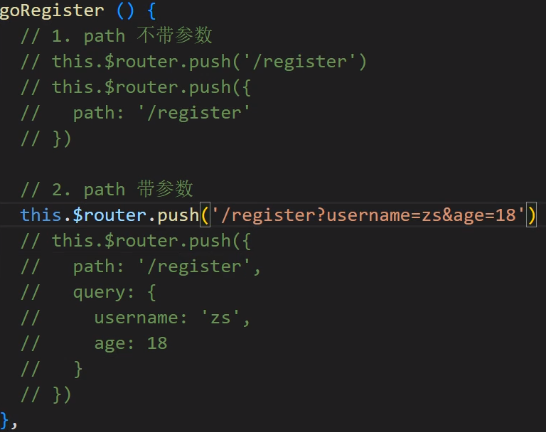 goRegister () {
// 1. path 不带参数
// this.$router.push('/register')
// this.$router.push({
//   path: '/register'
// })
// 2. path 带参数
this.$router.push('/register?username=zs&age=18')
// this.$router.push({
//   path: '/register',
//   query: {
//     username: 'zs',
//     age: 18
//   }
// })
},